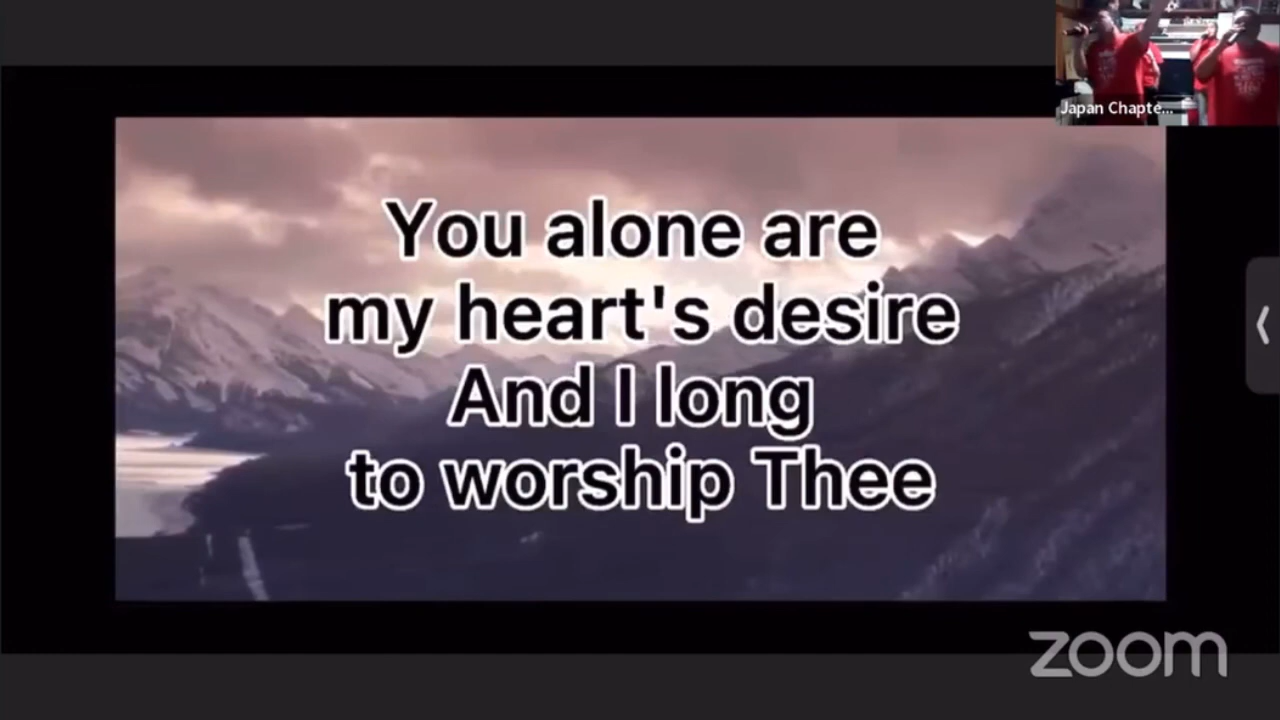 Japan Chapte...
You alone are
my heart's desire
And I long
to worship Thee
zoom